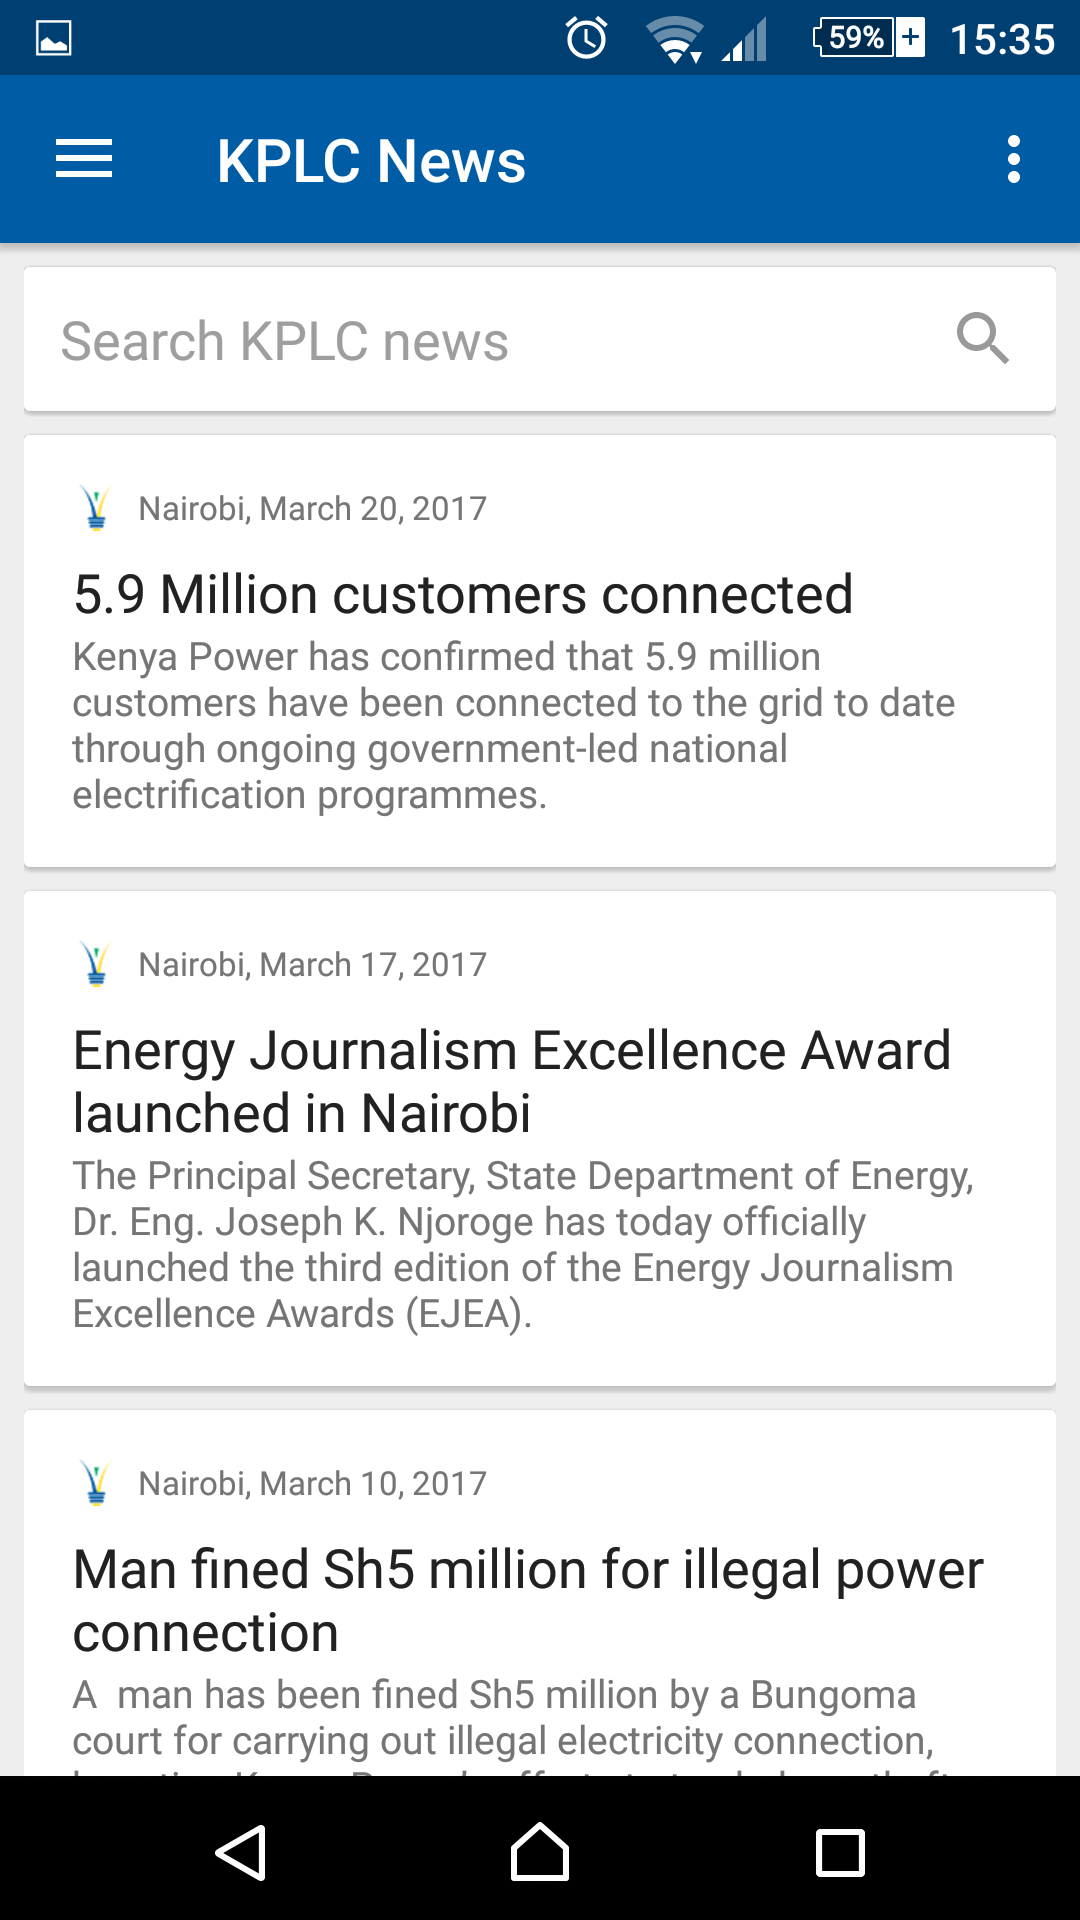 59%
15:35
KPLC News
Search KPLC news
Nairobi, March 20, 2017
5.9 Million customers connected
Kenya Power has confirmed that 5.9 million
customers have been connected to the grid to date
through ongoing government-led national
electrification programmes.
Nairobi, March 17, 2017
Energy Journalism Excellence Award
launched in Nairobi
The Principal Secretary, State Department of Energy,
Dr. Eng. Joseph K. Njoroge has today officially
launched the third edition of the Energy Journalism
Excellence Awards (EJEA).
Nairobi, March 10, 2017
Man fined Sh5 million for illegal power
connection
A  man has been fined Sh5 million by a Bungoma
court for carrying out illegal electricity connection,